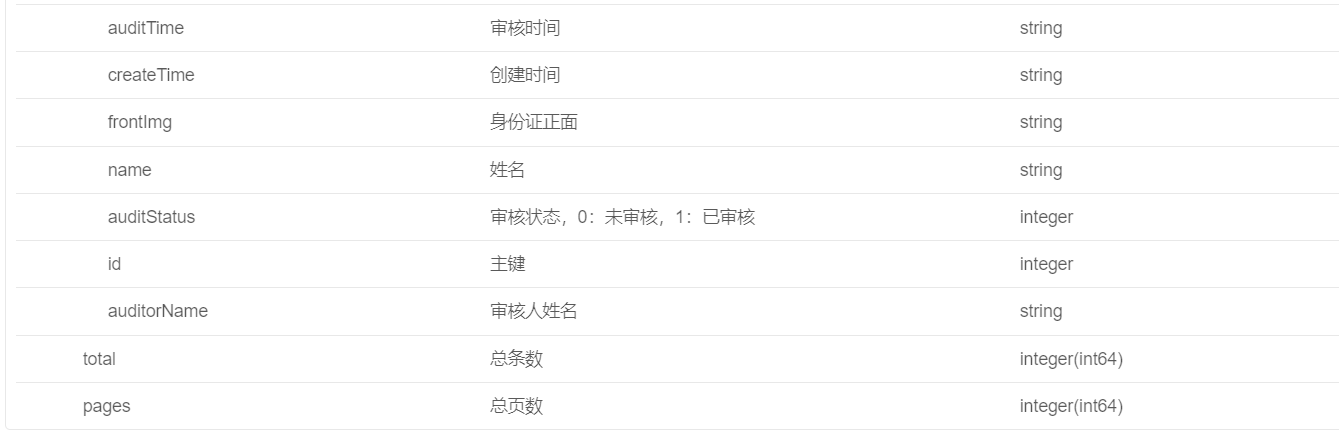 auditTime 审核时间 string
createTime 创建时间 string
frontImg 身份证正面 string
name 姓名 string
auditStatus 审核状态，0：未审核，1：已审核 integer
id 主键 integer
auditorName 审核人姓名 string
total 总条数 integer(int64)
pages 总页数 integer(int64)